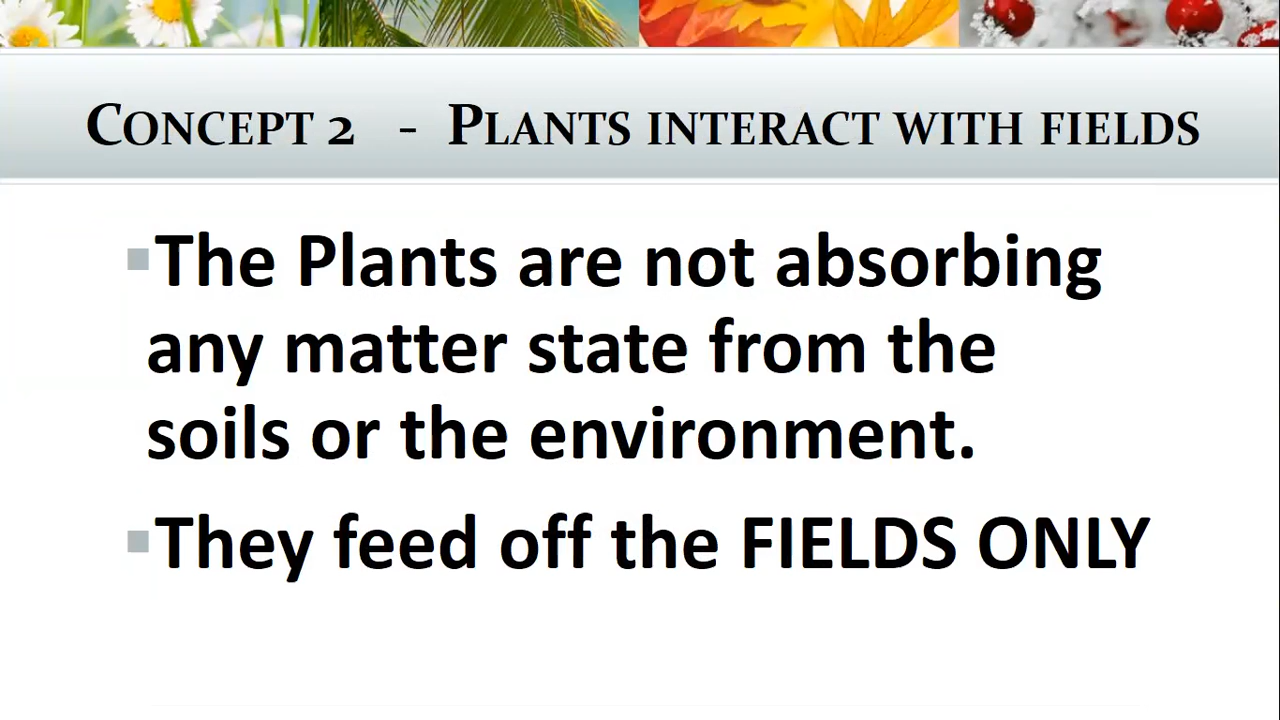 Concept 2 - Plants interact with fields
▪The Plants are not absorbing
any matter state from the
soils or the environment.
▪They feed off the FIELDS ONLY